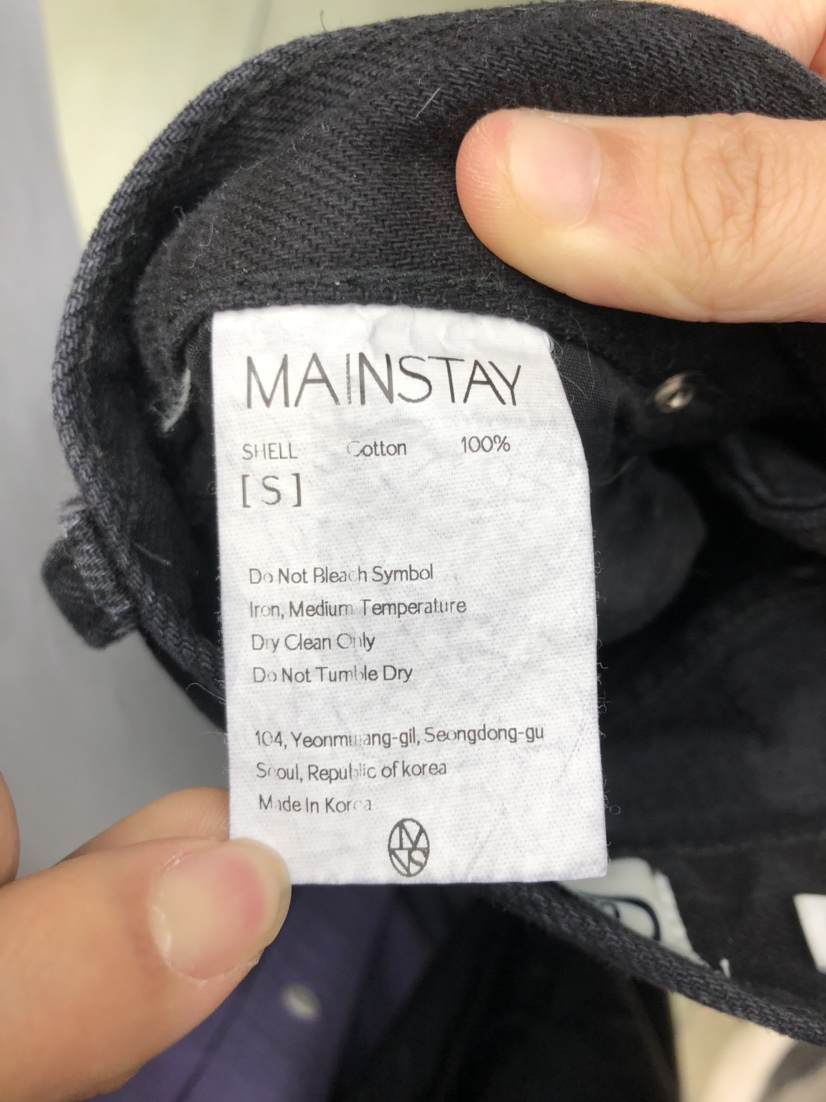 MAINSTAY
SHELL Cotton 100%
[S]
Do Not Bleach Symbol
Iron, Medium Temperature
Dry Clean Only
Do Not Tumble Dry
104, Yeonmujang-gil, Seongdong-gu
Seoul, Republic of korea
Made In Korea
MNS